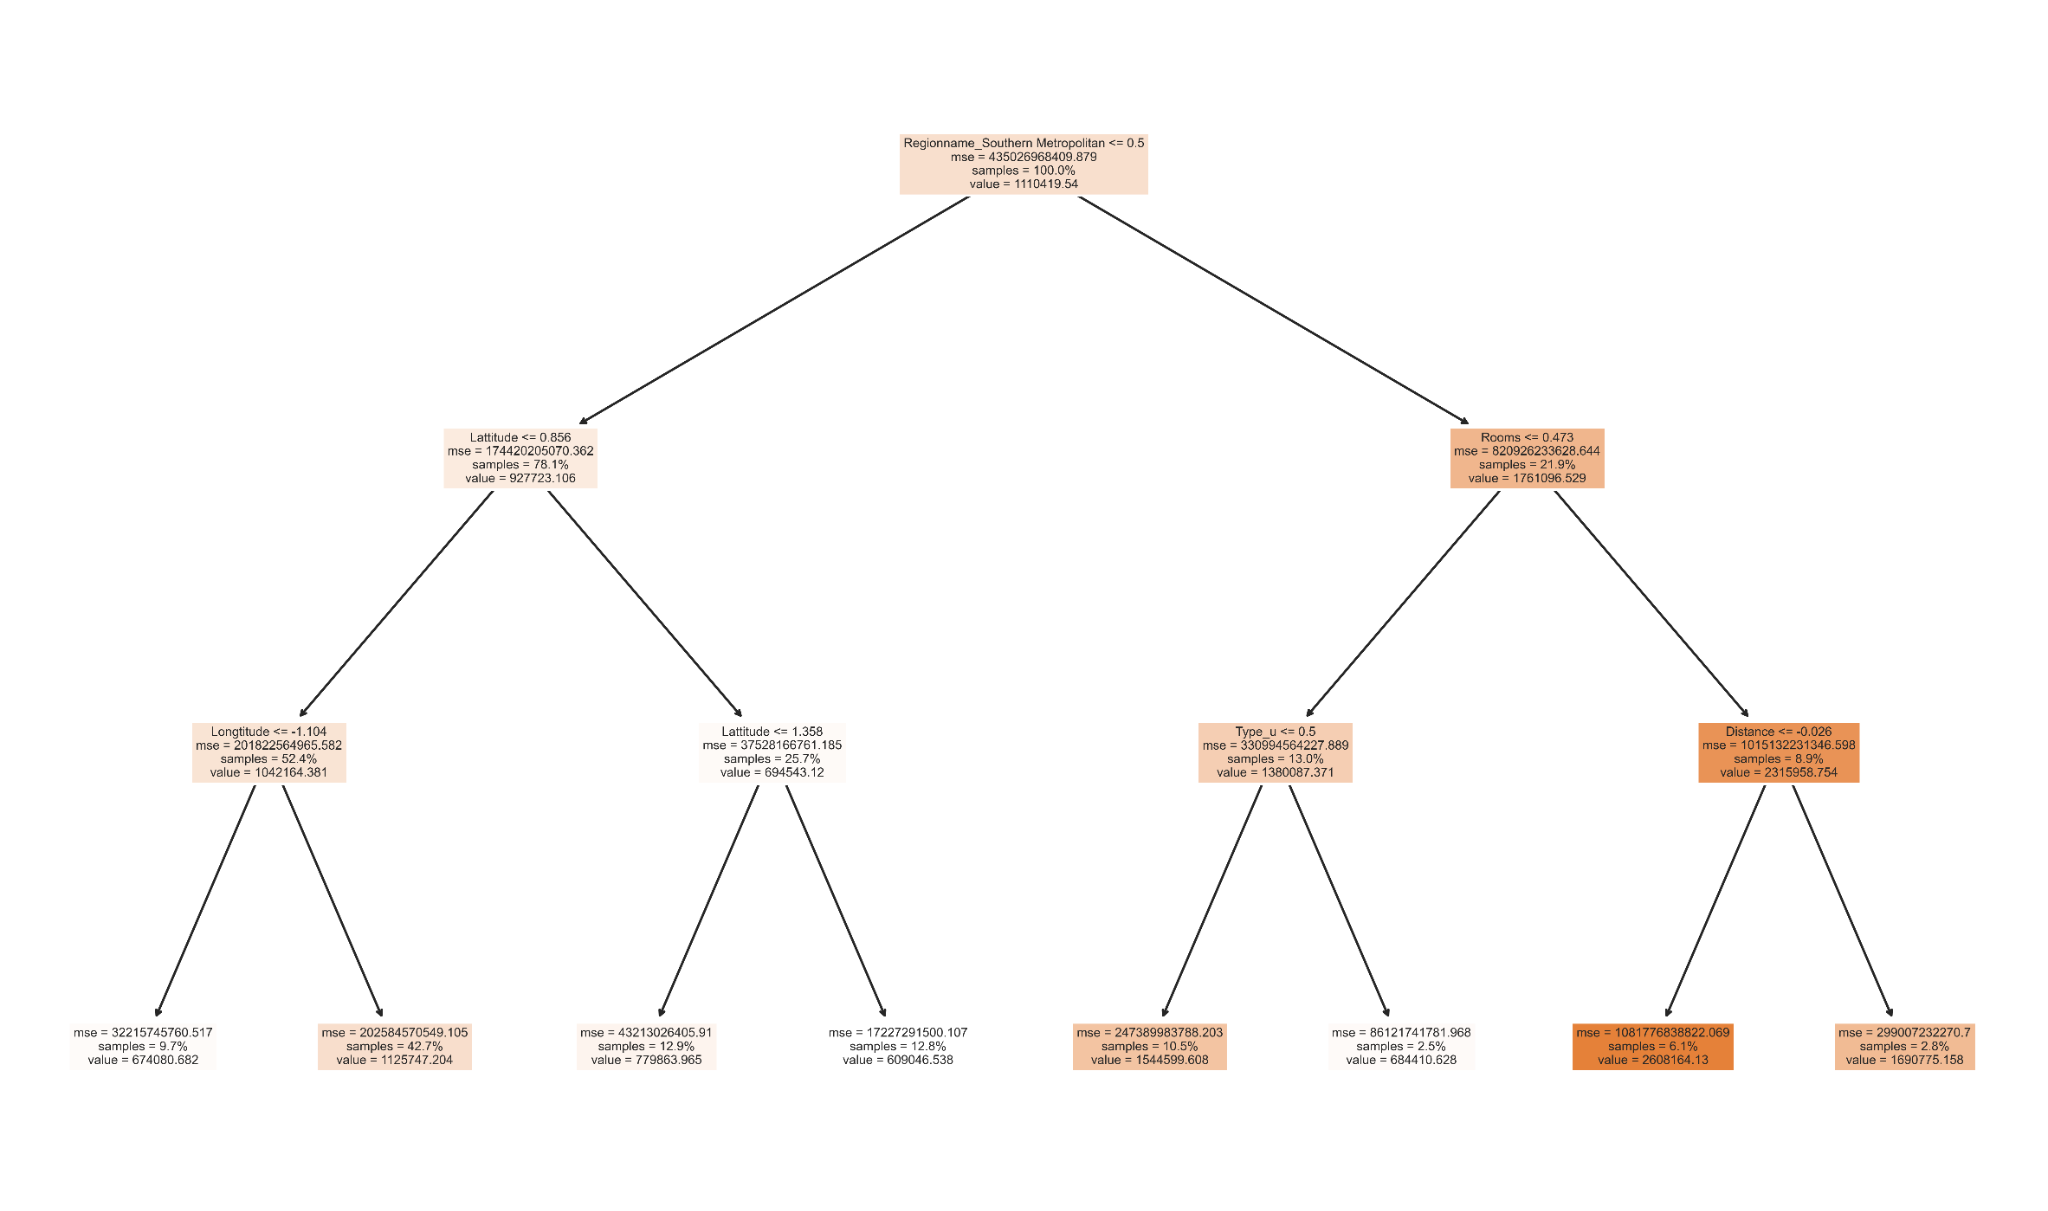 Regionname_Southern Metropolitan <= 0.5
mse = 435026968409.879
samples = 100.0%
value = 1110419.54
Lattitude <= 0.856
mse = 174420205070.362
samples = 78.1%
value = 927723.106
Rooms <= 0.473
mse = 820926233628.644
samples = 21.9%
value = 1761096.529
Longtitude <= -1.104
mse = 201822564965.582
samples = 52.4%
value = 1042164.381
Lattitude <= 1.358
mse = 37528166761.185
samples = 25.7%
value = 694543.12
Type_u <= 0.5
mse = 330994564227.889
samples = 13.0%
value = 1380087.371
Distance <= -0.026
mse = 1015132231346.598
samples = 8.9%
value = 2315958.754
mse = 32215745760.517
samples = 9.7%
value = 674080.682
mse = 202584570549.105
samples = 42.7%
value = 1125747.204
mse = 43213026405.91
samples = 12.9%
value = 779863.965
mse = 17227291500.107
samples = 12.8%
value = 609046.538
mse = 247389983788.203
samples = 10.5%
value = 1544599.608
mse = 86121741781.968
samples = 2.5%
value = 684410.628
mse = 1081776838822.069
samples = 6.1%
value = 2608164.13
mse = 299007232270.7
samples = 2.8%
value = 1690775.158